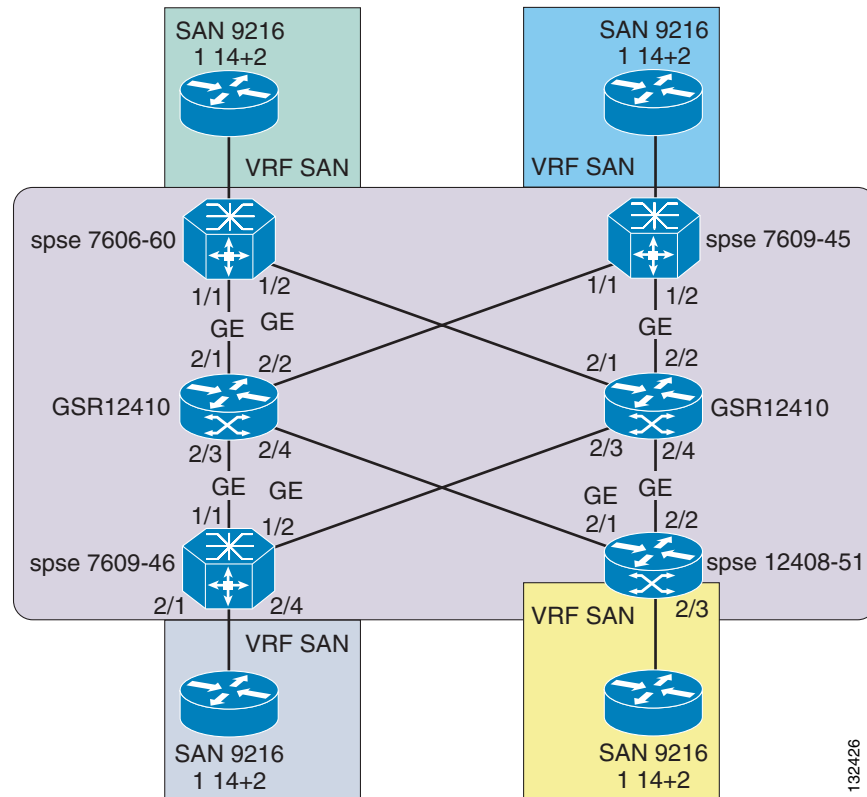 SAN 9216
1 14+2
SAN 9216
1 14+2
VRF SAN
VRF SAN
spse 7606-60
spse 7609-45
1/1
1/2
1/1
1/2
GE
GE
GE
2/1
2/2
2/1
2/2
GSR12410
GSR12410
2/3
2/4
2/3
2/4
GE
GE
GE
GE
1/1
1/2
2/1
2/2
spse 7609-46
spse 12408-51
2/1
2/4
2/3
VRF SAN
VRF SAN
SAN 9216
1 14+2
SAN 9216
1 14+2
132426